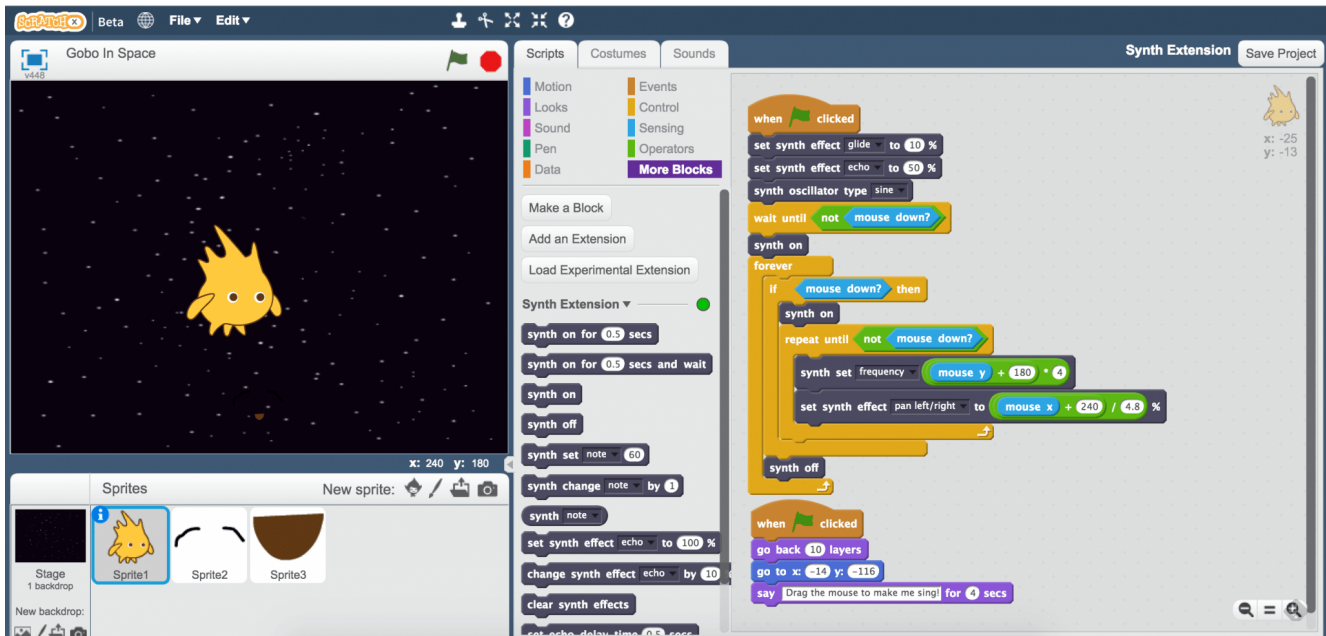 SCRATCH X Beta File▾ Edit▾
Gobo In Space
v448
x: 240 y: 180
Sprites New sprite:
Stage
1 backdrop
New backdrop:
Sprite1 Sprite2 Sprite3
Scripts Costumes Sounds
Motion Events
Looks Control
Sound Sensing
Pen Operators
Data More Blocks
Make a Block
Add an Extension
Load Experimental Extension
Synth Extension ▾
synth on for 0.5 secs
synth on for 0.5 secs and wait
synth on
synth off
synth set note 60
synth change note by 1
synth note
set synth effect echo to 100 %
change synth effect echo by 10
clear synth effects
set echo delay time 0.5 secs
Synth Extension Save Project
x: -25
y: -13
when clicked
set synth effect glide to 10 %
set synth effect echo to 50 %
synth oscillator type sine
wait until not mouse down?
synth on
forever
if mouse down? then
synth on
repeat until not mouse down?
synth set frequency mouse y + 180 * 4
set synth effect pan left/right to mouse x + 240 / 4.8 %
synth off
when clicked
go back 10 layers
go to x: -14 y: -116
say Drag the mouse to make me sing! for 4 secs